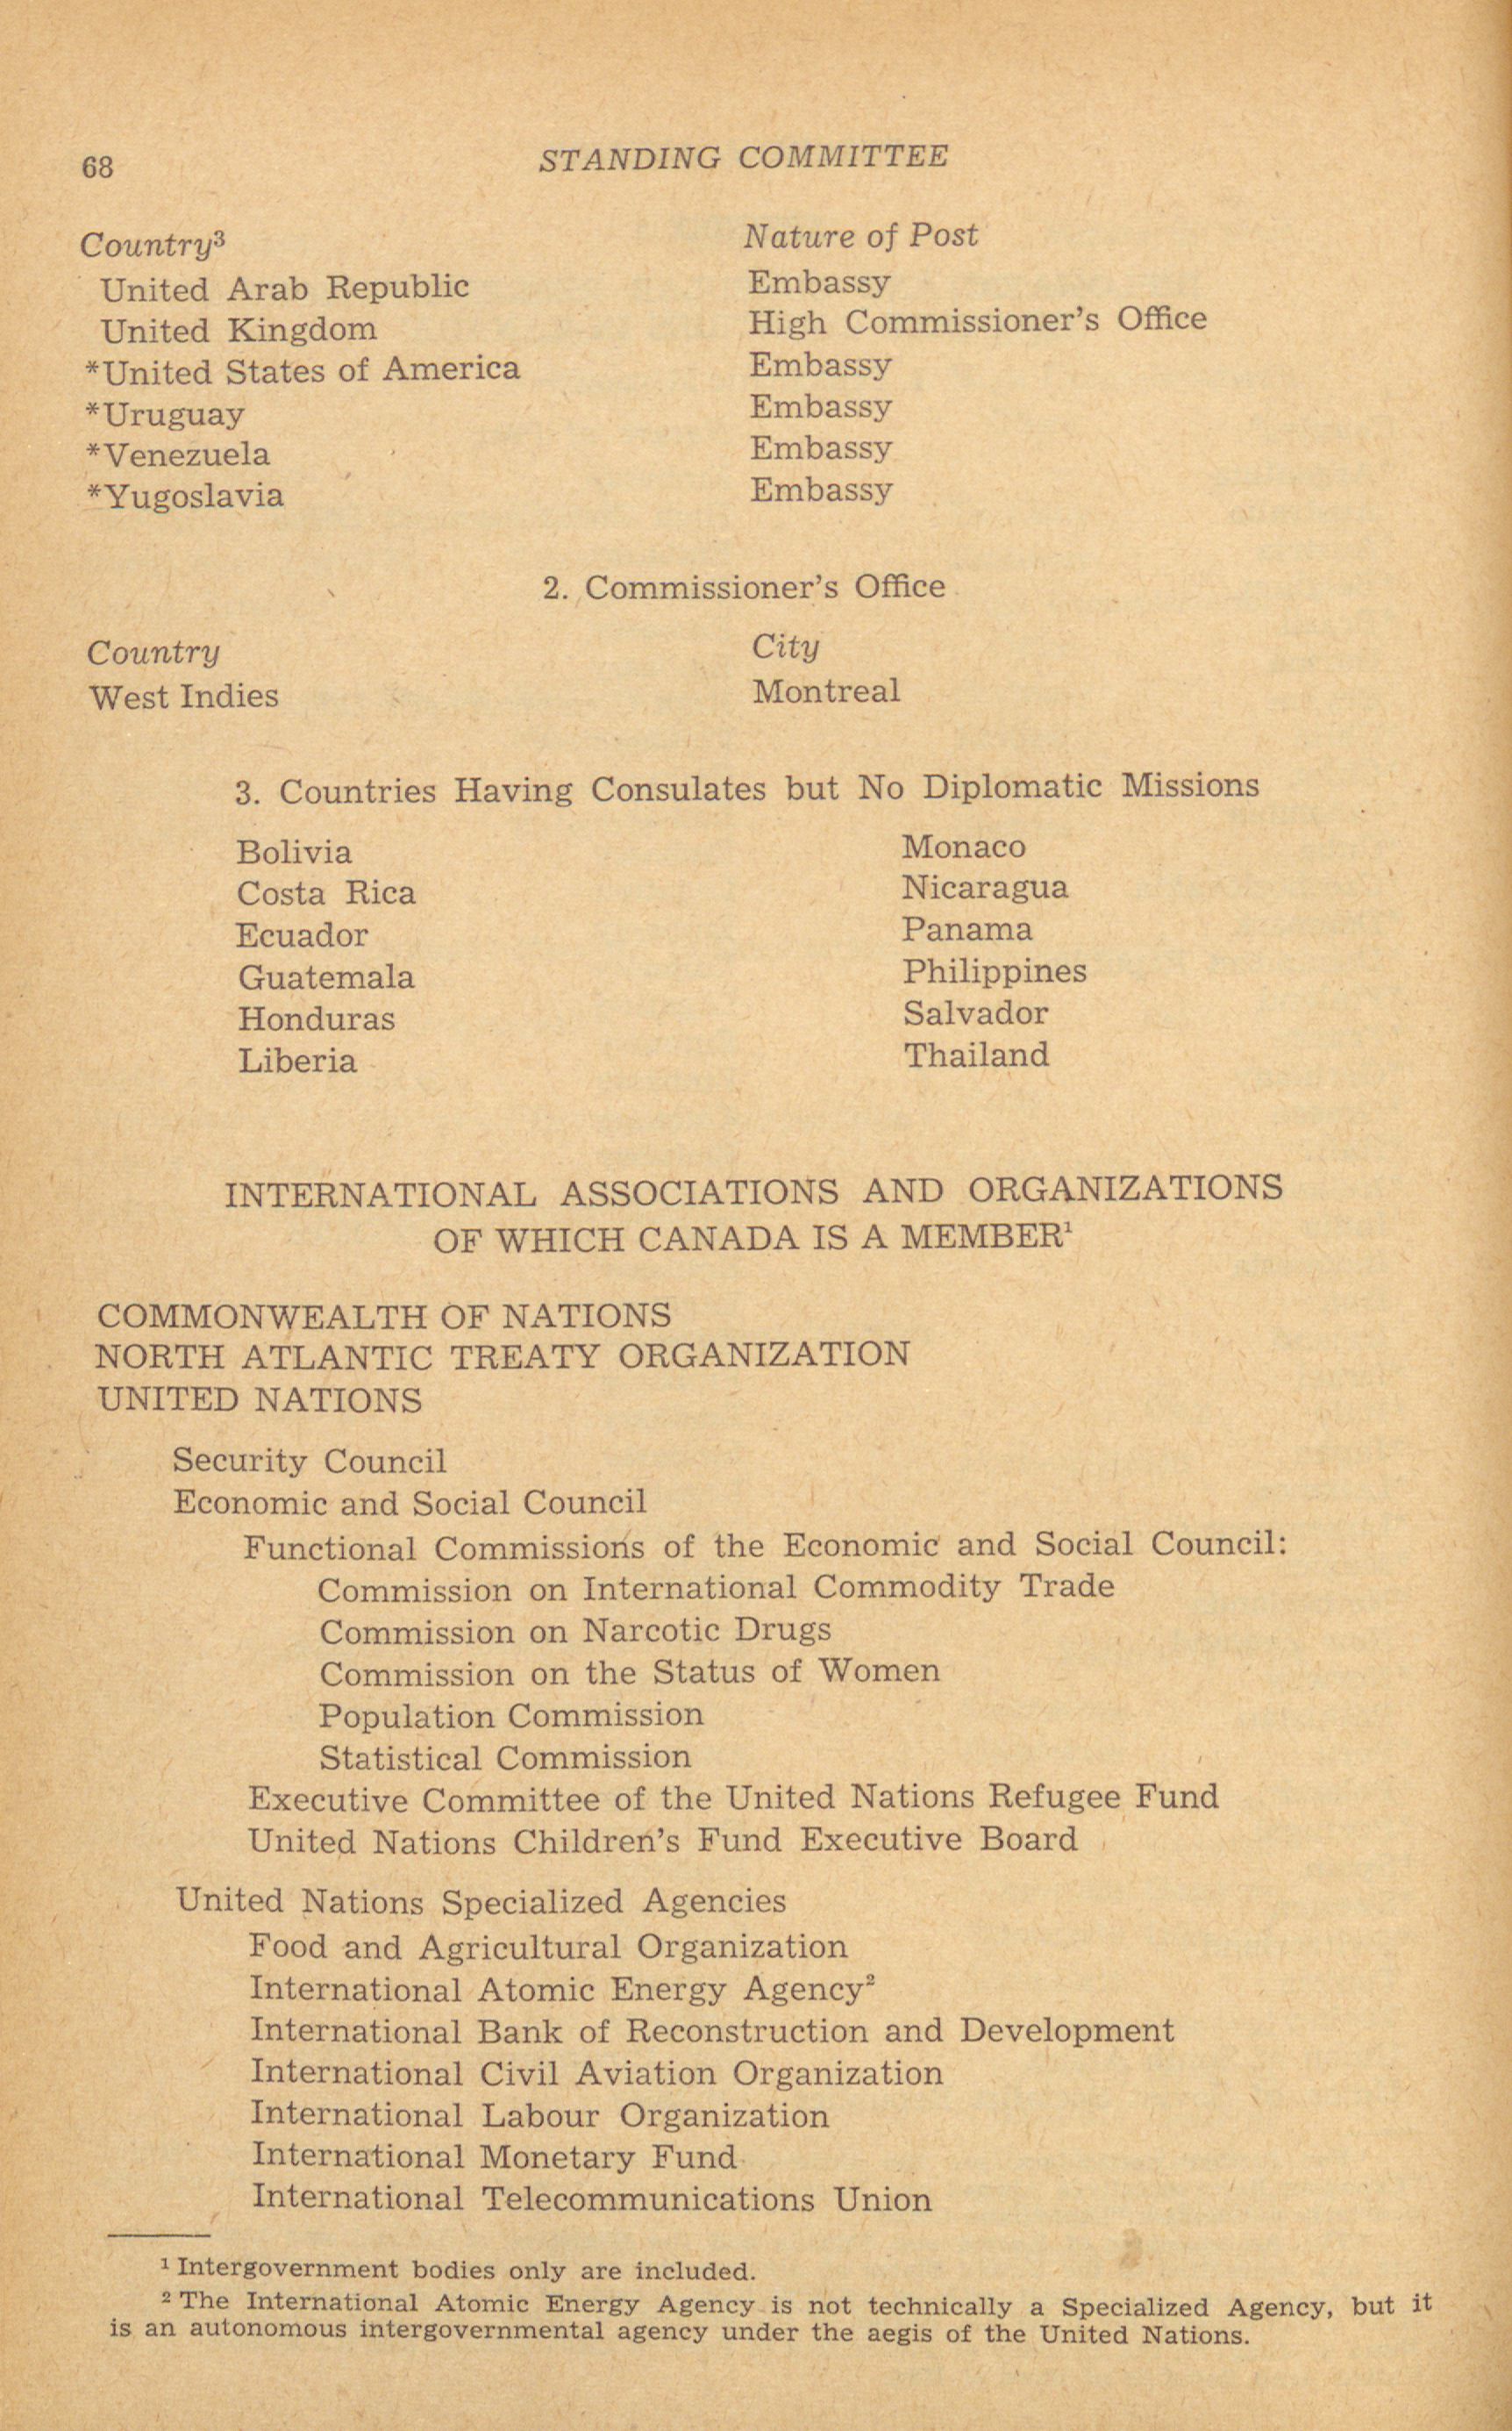 68 STANDING COMMITTEE
Country³ Nature of Post
United Arab Republic Embassy
United Kingdom High Commissioner's Office
*United States of America Embassy
*Uruguay Embassy
*Venezuela Embassy
*Yugoslavia Embassy
2. Commissioner's Office
Country City
West Indies Montreal
3. Countries Having Consulates but No Diplomatic Missions
Bolivia Monaco
Costa Rica Nicaragua
Ecuador Panama
Guatemala Philippines
Honduras Salvador
Liberia Thailand
INTERNATIONAL ASSOCIATIONS AND ORGANIZATIONS
OF WHICH CANADA IS A MEMBER¹
COMMONWEALTH OF NATIONS
NORTH ATLANTIC TREATY ORGANIZATION
UNITED NATIONS
Security Council
Economic and Social Council
Functional Commissions of the Economic and Social Council:
Commission on International Commodity Trade
Commission on Narcotic Drugs
Commission on the Status of Women
Population Commission
Statistical Commission
Executive Committee of the United Nations Refugee Fund
United Nations Children's Fund Executive Board
United Nations Specialized Agencies
Food and Agricultural Organization
International Atomic Energy Agency²
International Bank of Reconstruction and Development
International Civil Aviation Organization
International Labour Organization
International Monetary Fund
International Telecommunications Union
¹ Intergovernment bodies only are included.
² The International Atomic Energy Agency is not technically a Specialized Agency, but it
is an autonomous intergovernmental agency under the aegis of the United Nations.